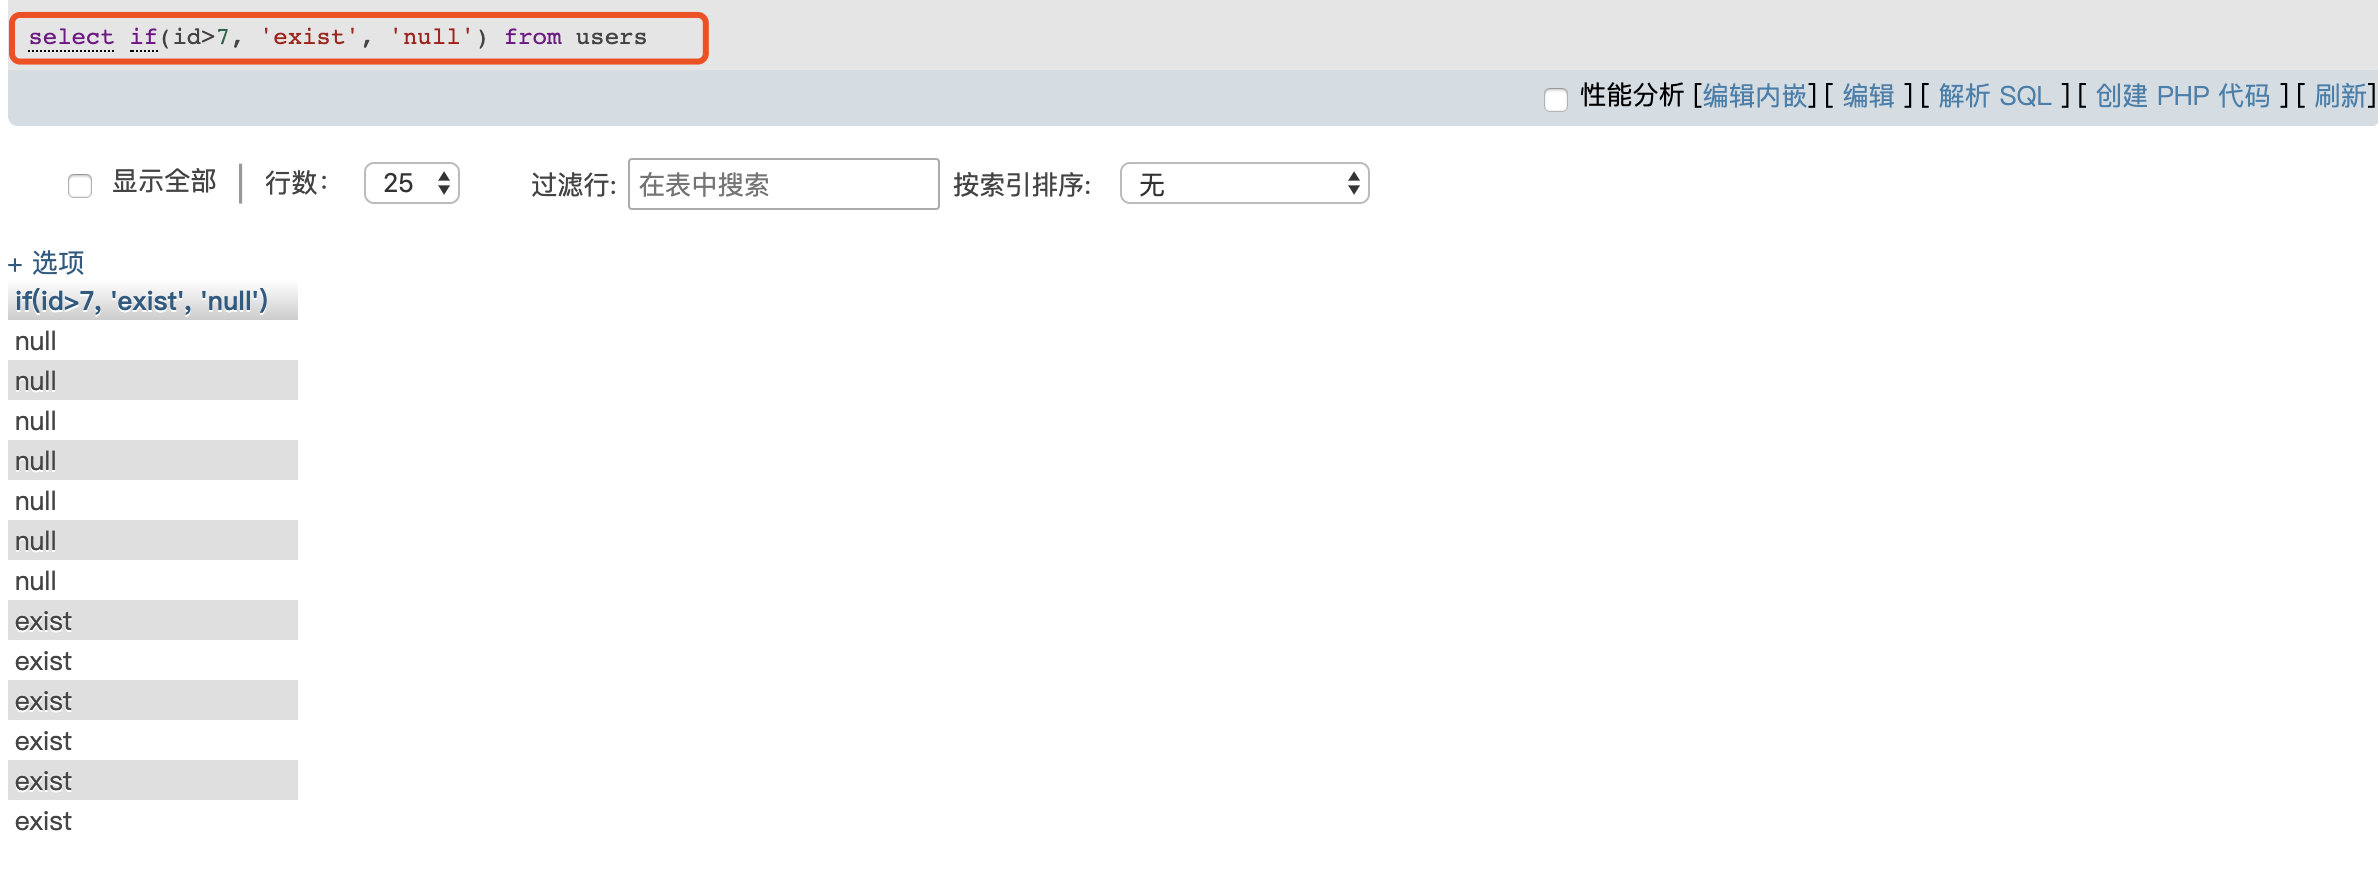 select if(id>7, 'exist', 'null') from users
性能分析 [编辑内嵌] [ 编辑 ] [ 解析 SQL ] [ 创建 PHP 代码 ] [ 刷新]
显示全部 | 行数： 25 过滤行: 在表中搜索 按索引排序: 无
+ 选项
if(id>7, 'exist', 'null')
null
null
null
null
null
null
null
exist
exist
exist
exist
exist
exist